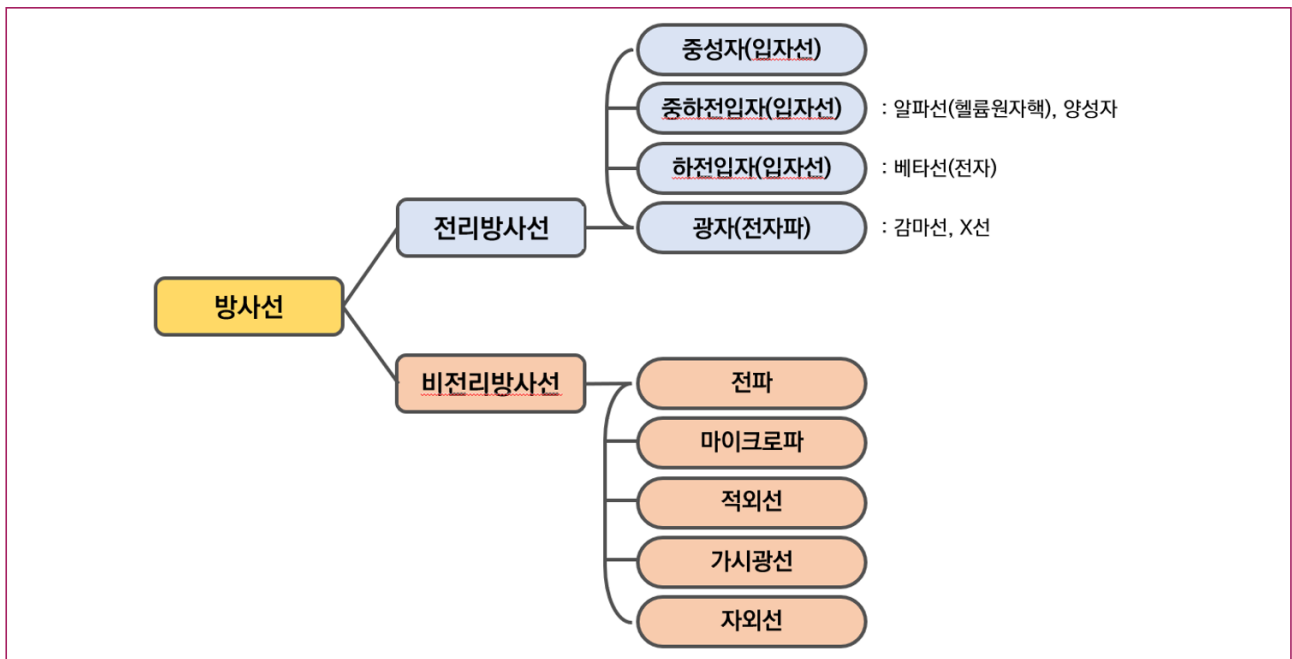 중성자(입자선)
중하전입자(입자선) : 알파선(헬륨원자핵), 양성자
하전입자(입자선) : 베타선(전자)
전리방사선
광자(전자파) : 감마선, X선
방사선
비전리방사선
전파
마이크로파
적외선
가시광선
자외선